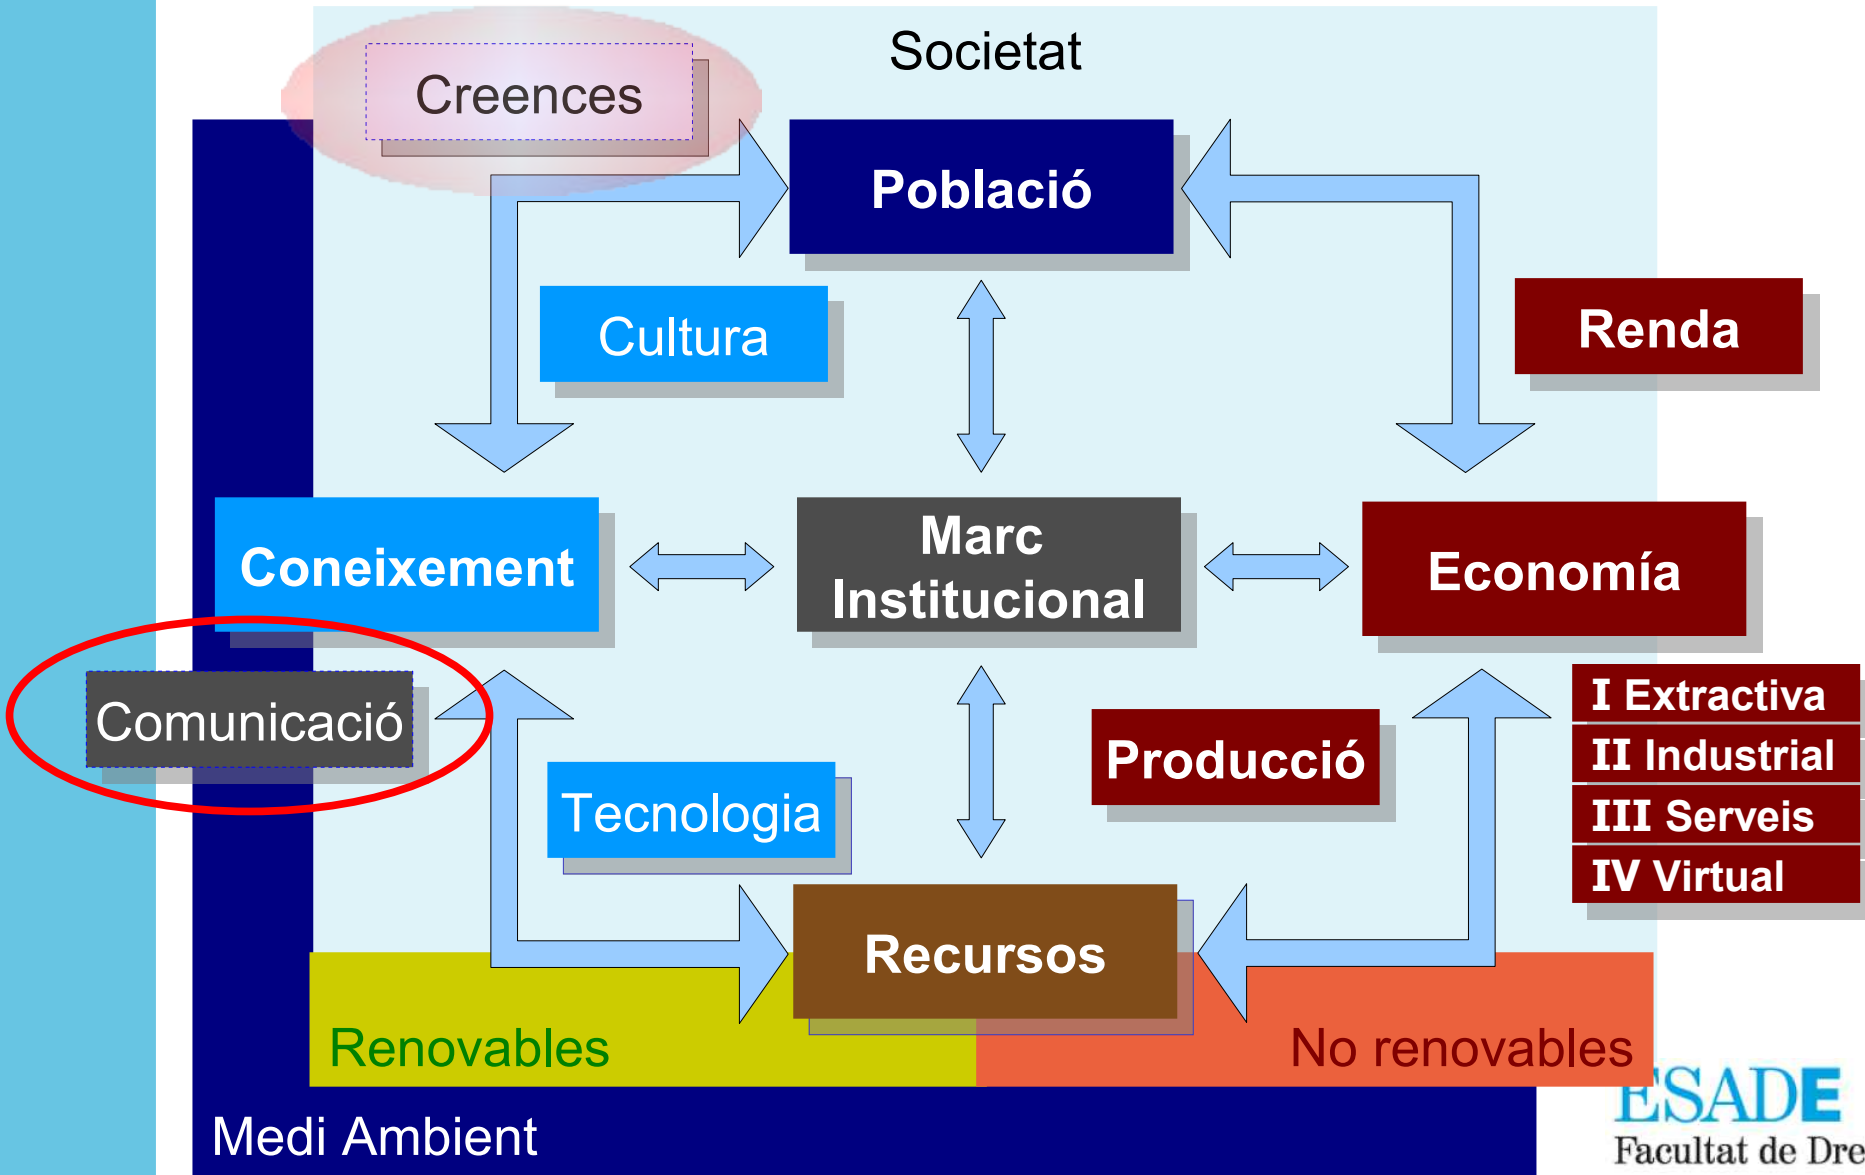 Societat
Creences
Població
Cultura
Renda
Coneixement
Marc
Institucional
Economía
Comunicació
Tecnologia
Producció
I Extractiva
II Industrial
III Serveis
IV Virtual
Recursos
Renovables
No renovables
Medi Ambient
ESADE
Facultat de Dre